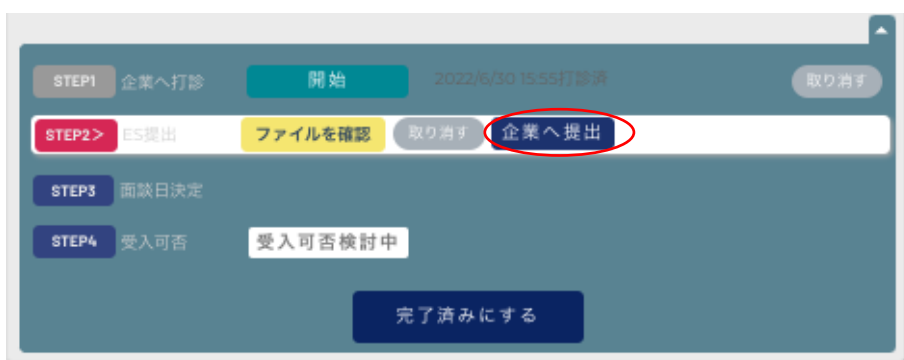 STEP1 企業へ打診 開始 2022/6/30 15:55打診済 取り消す
STEP2> ES提出 ファイルを確認 取り消す 企業へ提出
STEP3 面談日決定
STEP4 受入可否 受入可否検討中
完了済みにする